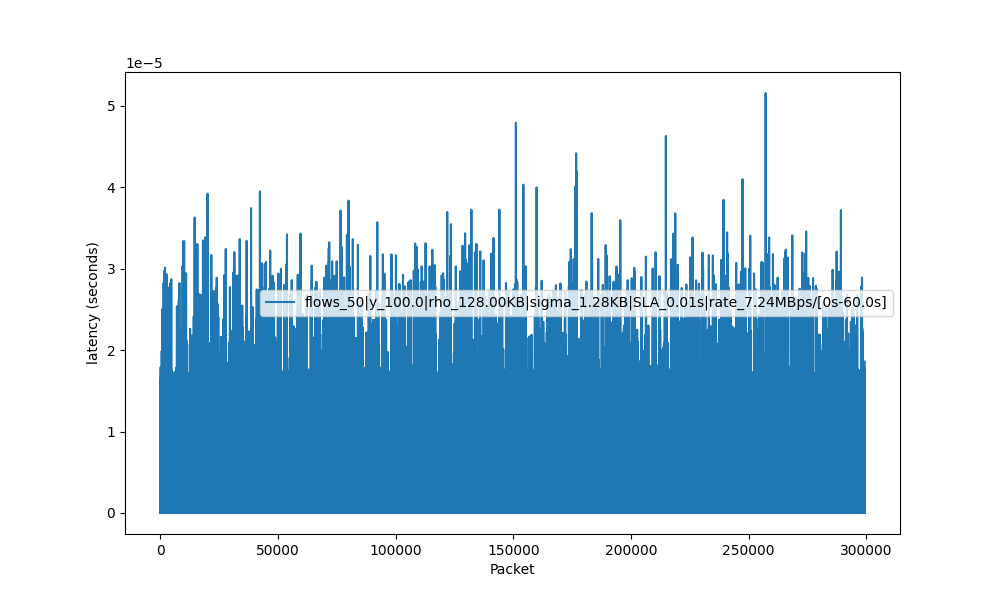 1e−5
5
4
3
2
1
0
latency (seconds)
flows_50|y_100.0|rho_128.00KB|sigma_1.28KB|SLA_0.01s|rate_7.24MBps/[0s-60.0s]
0 50000 100000 150000 200000 250000 300000
Packet